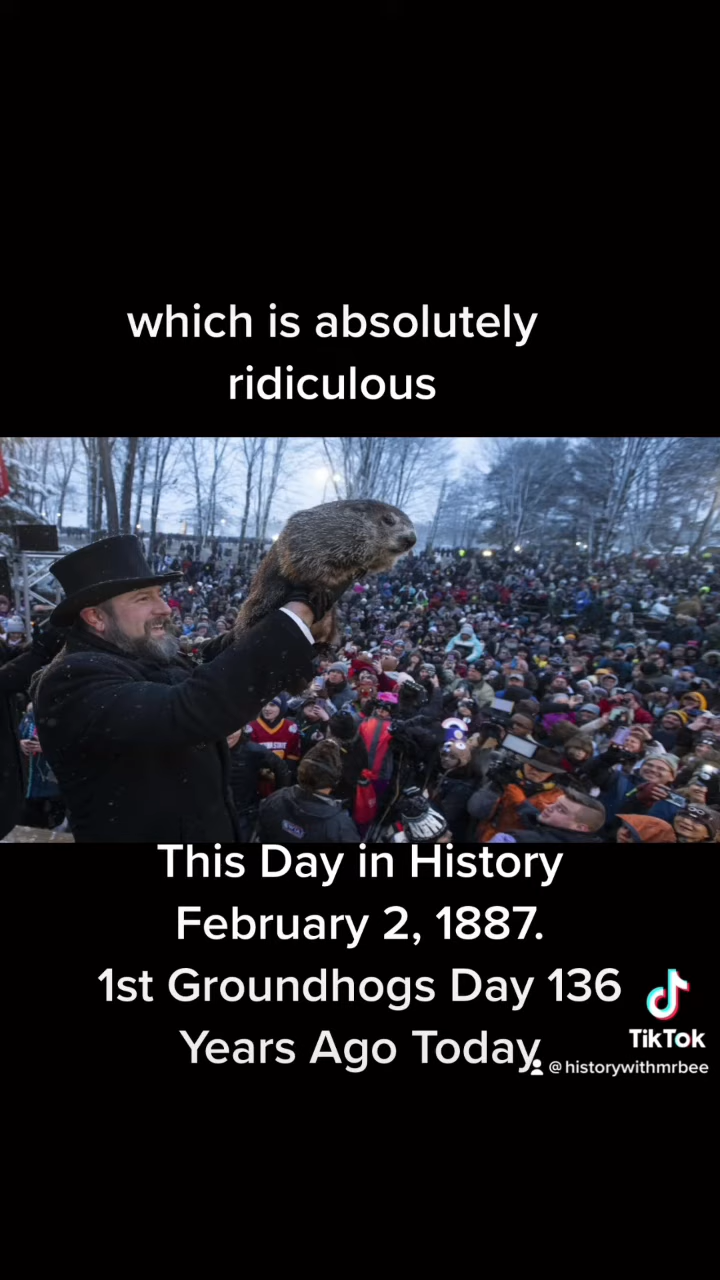 which is absolutely
ridiculous
This Day in History
February 2, 1887.
1st Groundhogs Day 136
Years Ago Today
TikTok
@historywithmrbee